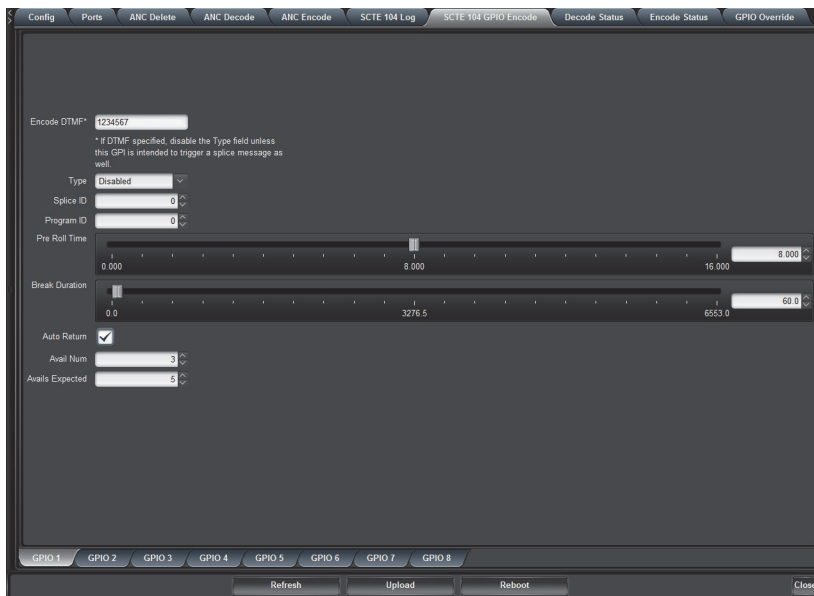 Config Ports ANC Delete ANC Decode ANC Encode SCTE 104 Log SCTE 104 GPIO Encode Decode Status Encode Status GPIO Override
Encode DTMF* 1234567
* If DTMF specified, disable the Type field unless
this GPI is intended to trigger a splice message as
well.
Type Disabled
Splice ID 0
Program ID 0
Pre Roll Time 8.000
0.000 8.000 16.000
Break Duration 60.0
0.0 3276.5 6553.0
Auto Return
Avail Num 3
Avails Expected 5
GPIO 1 GPIO 2 GPIO 3 GPIO 4 GPIO 5 GPIO 6 GPIO 7 GPIO 8
Refresh Upload Reboot Close